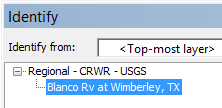 Identify
Identify from: <Top-most layer>
Regional - CRWR - USGS
Blanco Rv at Wimberley, TX